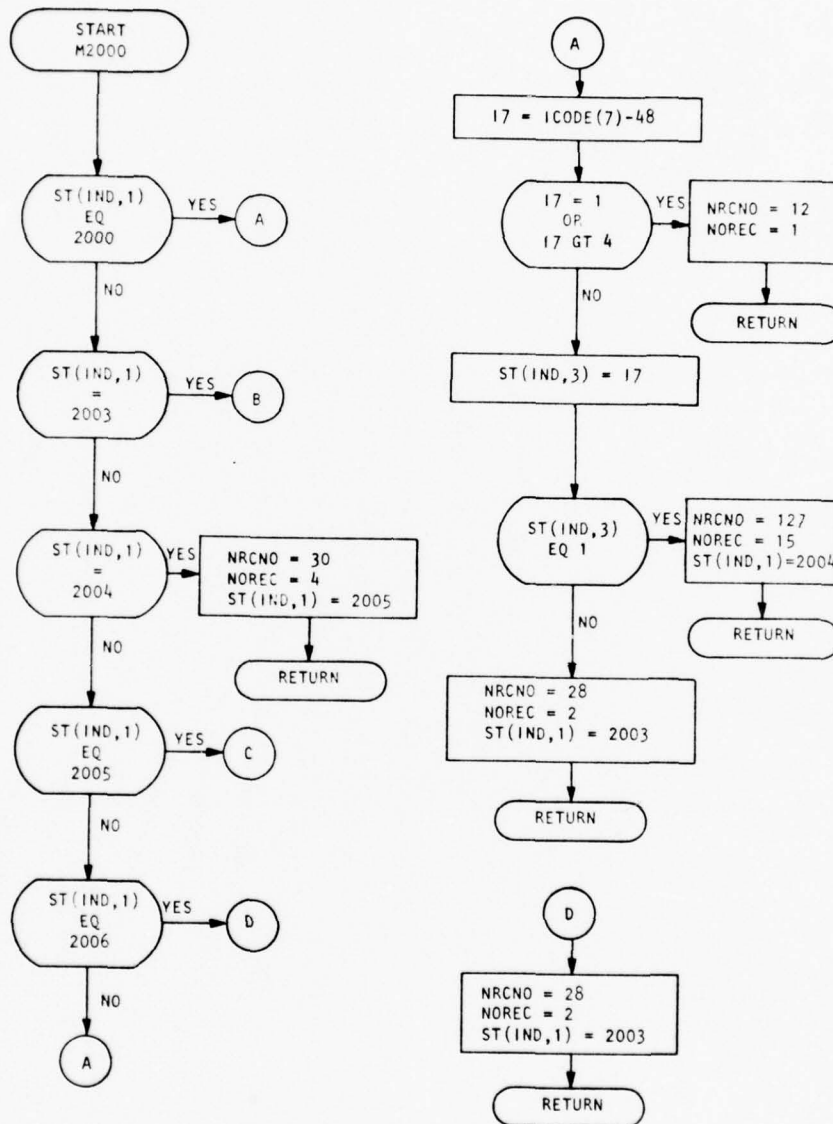 START
M2000
ST(IND,1)
EQ
2000
YES
A
NO
ST(IND,1)
=
2003
YES
B
NO
ST(IND,1)
=
2004
YES
NRCNO = 30
NOREC = 4
ST(IND,1) = 2005
RETURN
NO
ST(IND,1)
EQ
2005
YES
C
NO
ST(IND,1)
EQ
2006
YES
D
NO
A
A
I7 = ICODE(7)-48
I7 = 1
OR
I7 GT 4
YES
NRCNO = 12
NOREC = 1
RETURN
NO
ST(IND,3) = I7
ST(IND,3)
EQ 1
YES
NRCNO = 127
NOREC = 15
ST(IND,1)=2004
RETURN
NO
NRCNO = 28
NOREC = 2
ST(IND,1) = 2003
RETURN
D
NRCNO = 28
NOREC = 2
ST(IND,1) = 2003
RETURN